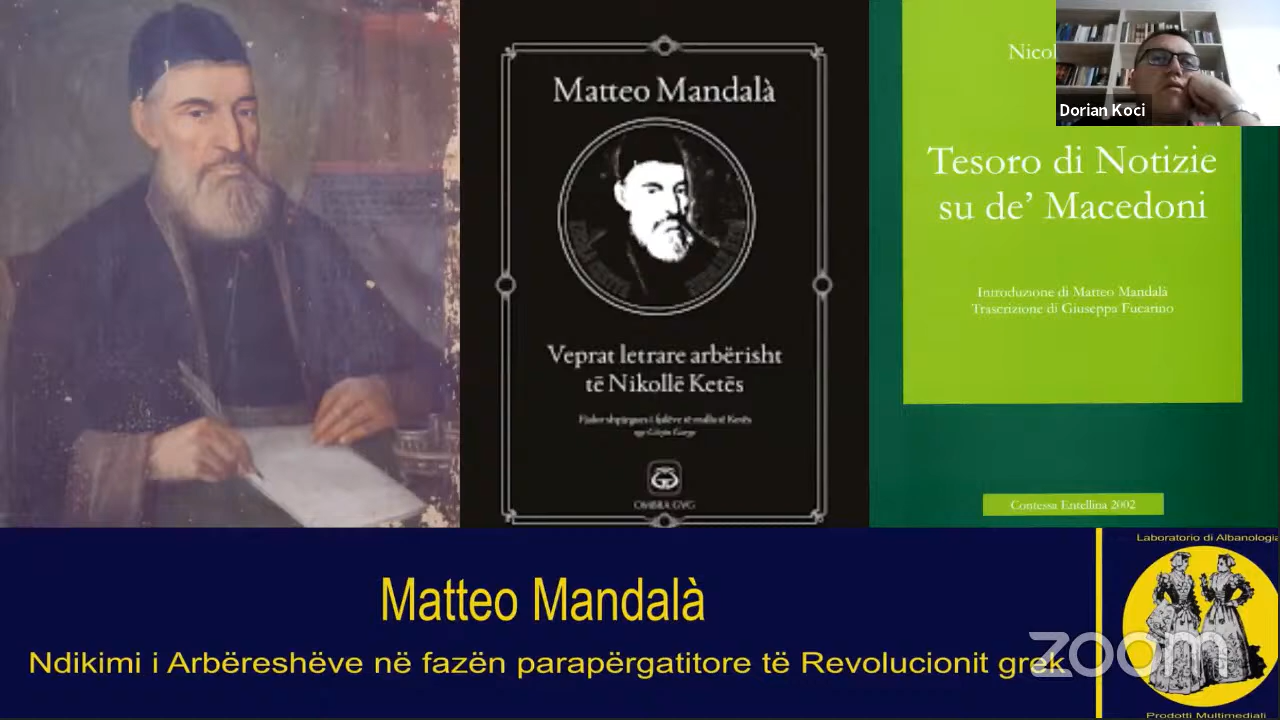 Matteo Mandalà
Veprat letrare arbërisht
të Nikollë Ketës
OMBRA GVG
Nicol
Tesoro di Notizie
su de' Macedoni
Introduzione di Matteo Mandalà
Trascrizione di Giuseppa Fucarino
Contessa Entellina 2002
Dorian Koci
Matteo Mandalà
Ndikimi i Arbëreshëve në fazën parapërgatitore të Revolucionit grek
Laboratorio di Albanologia
zoom
Prodotti Multimediali